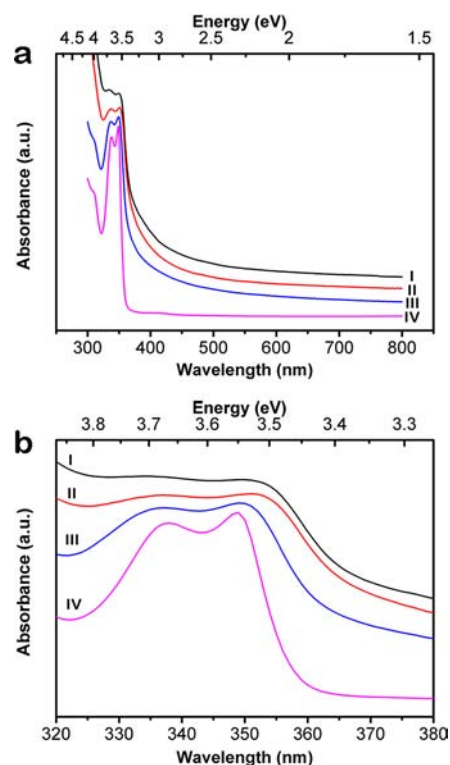 Energy (eV)
4.5 4 3.5 3 2.5 2 1.5
a
Absorbance (a.u.)
I
II
III
IV
300 400 500 600 700 800
Wavelength (nm)
Energy (eV)
3.8 3.7 3.6 3.5 3.4 3.3
b
Absorbance (a.u.)
I
II
III
IV
320 330 340 350 360 370 380
Wavelength (nm)